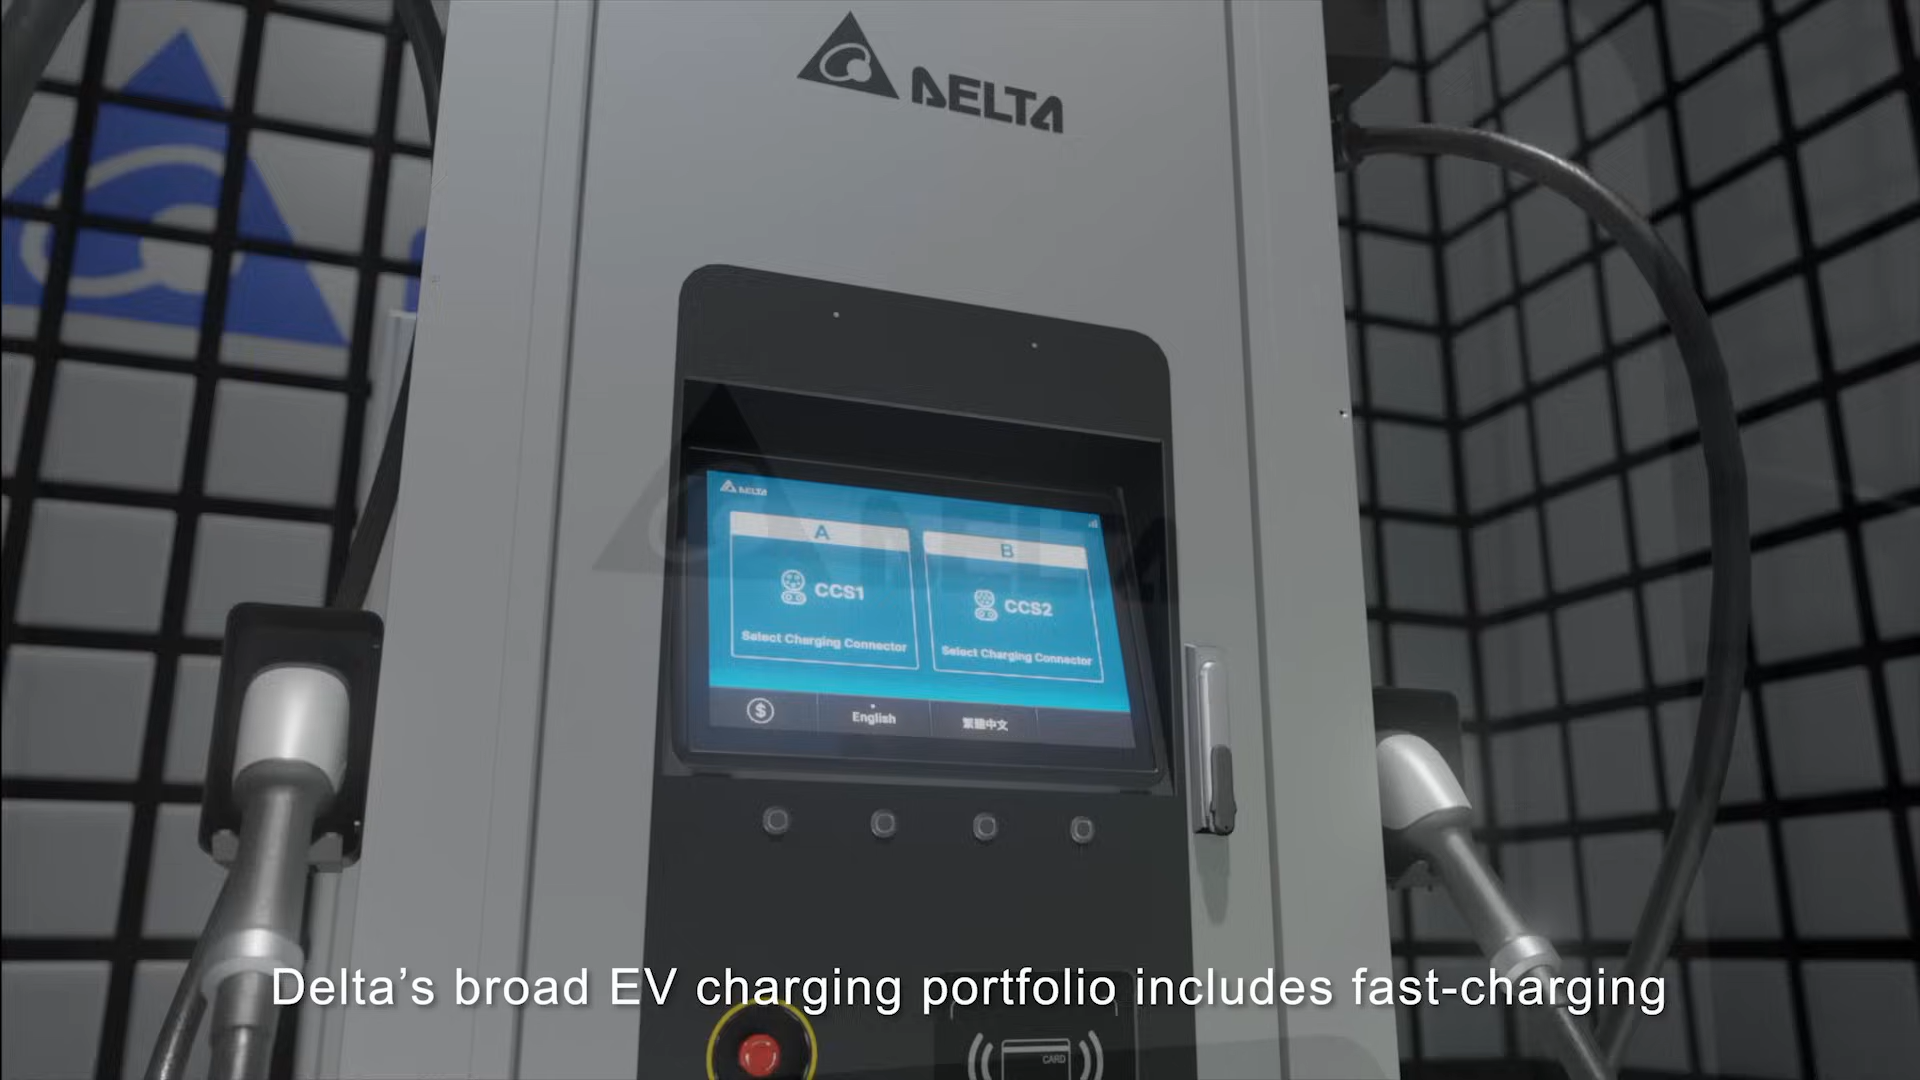 DELTA
DELTA
A
B
CCS1
CCS2
Select Charging Connector
Select Charging Connector
$
English
繁體中文
Delta’s broad EV charging portfolio includes fast-charging
CARD